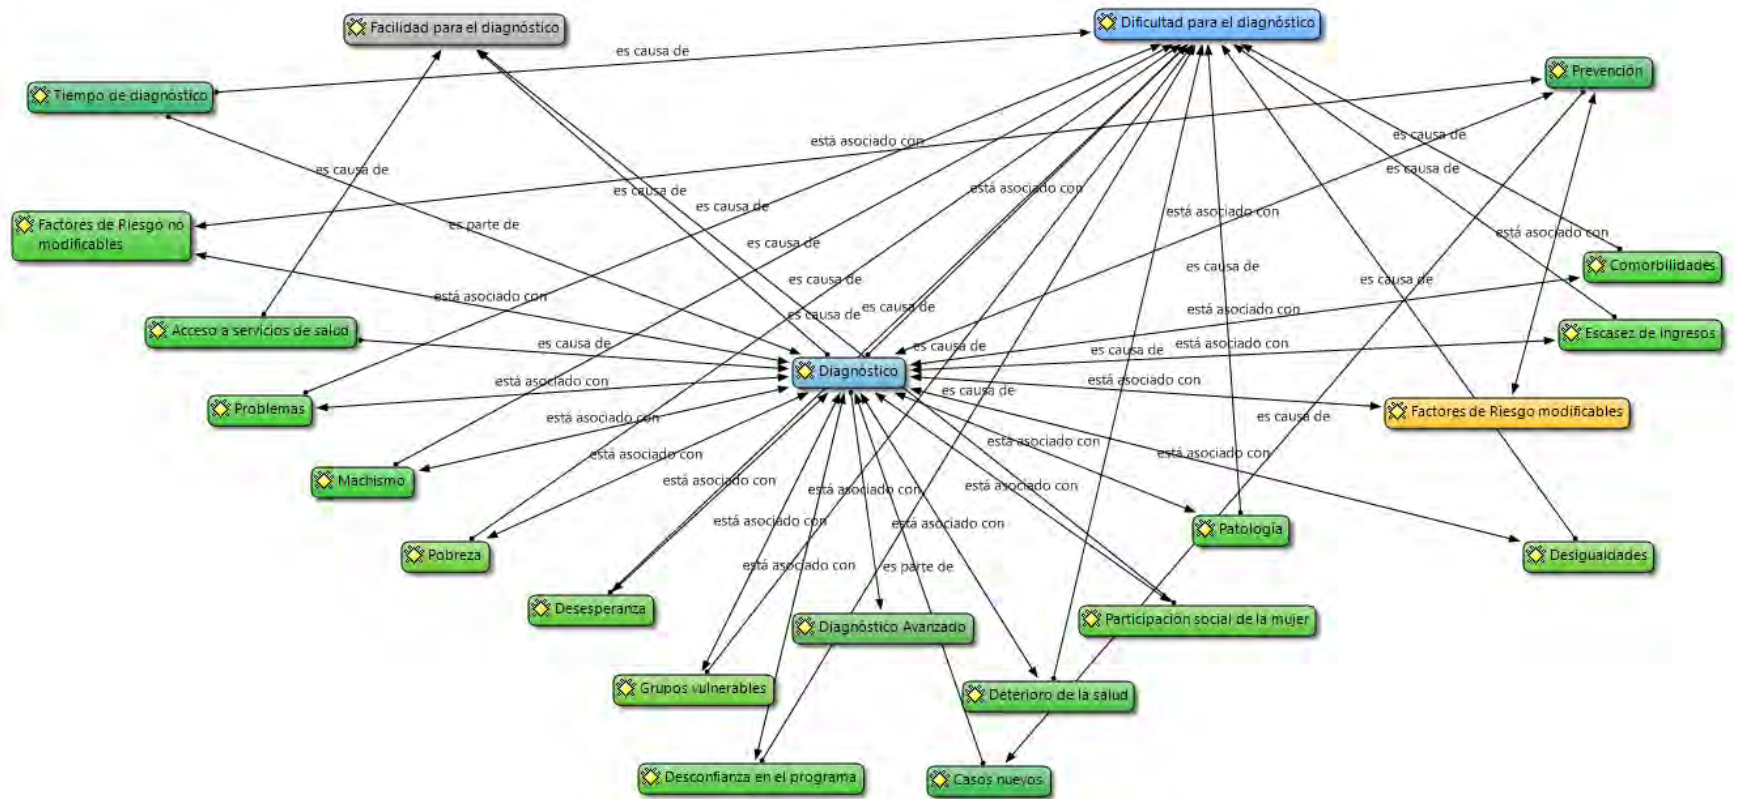 Facilidad para el diagnóstico
Dificultad para el diagnóstico
es causa de
Prevención
Tiempo de diagnóstico
está asociado con
es causa de
es causa de
es causa de
es causa de
está asociado con
es causa de
está asociado con
Factores de Riesgo no
modificables
es parte de
está asociado con
es causa de
Comorbilidades
es causa de
es causa de
es causa de
está asociado con
está asociado con
Acceso a servicios de salud
es causa de
es causa de
Escasez de ingresos
es causa de
es causa de
es causa de
está asociado con
Diagnóstico
está asociado con
es causa de
está asociado con
Problemas
Factores de Riesgo modificables
está asociado con
es causa de
está asociado con
está asociado con
está asociado con
Machismo
está asociado con
está asociado con
está asociado con
está asociado con
está asociado con
Patología
Pobreza
Desigualdades
está asociado con
es parte de
Desesperanza
Diagnóstico Avanzado
Participación social de la mujer
Grupos vulnerables
Deterioro de la salud
Desconfianza en el programa
Casos nuevos